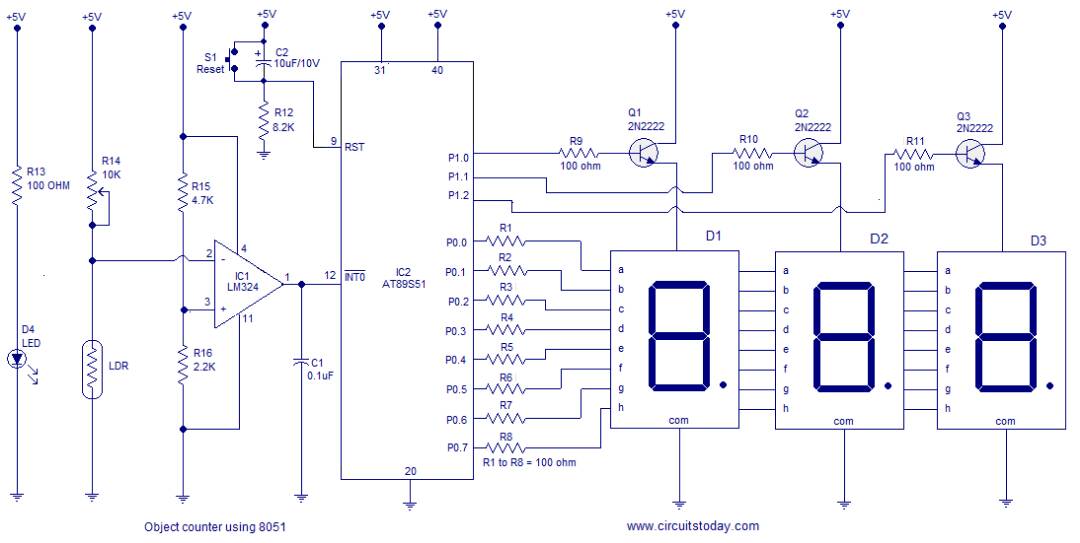 +5V
+5V
+5V
+5V
+5V
+5V
+5V
+5V
+5V
S1
Reset
+
C2
10uF/10V
31
40
R12
8.2K
9
RST
Q1
2N2222
Q2
2N2222
Q3
2N2222
R9
100 ohm
R10
100 ohm
R11
100 ohm
P1.0
P1.1
P1.2
R13
100 OHM
R14
10K
R15
4.7K
2
-
4
IC1
LM324
1
3
+
11
12
INT0
IC2
AT89S51
P0.0
P0.1
P0.2
P0.3
P0.4
P0.5
P0.6
P0.7
R1
R2
R3
R4
R5
R6
R7
R8
R1 to R8 = 100 ohm
D1
D2
D3
a
b
c
d
e
f
g
h
com
a
b
c
d
e
f
g
h
com
a
b
c
d
e
f
g
h
com
D4
LED
LDR
R16
2.2K
C1
0.1uF
20
Object counter using 8051
www.circuitstoday.com